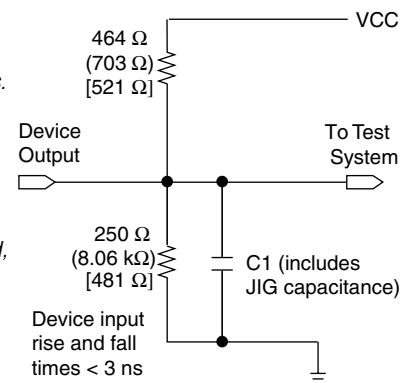 VCC
464 Ω
(703 Ω)
[521 Ω]
Device
Output
To Test
System
250 Ω
(8.06 kΩ)
[481 Ω]
C1 (includes
JIG capacitance)
Device input
rise and fall
times < 3 ns